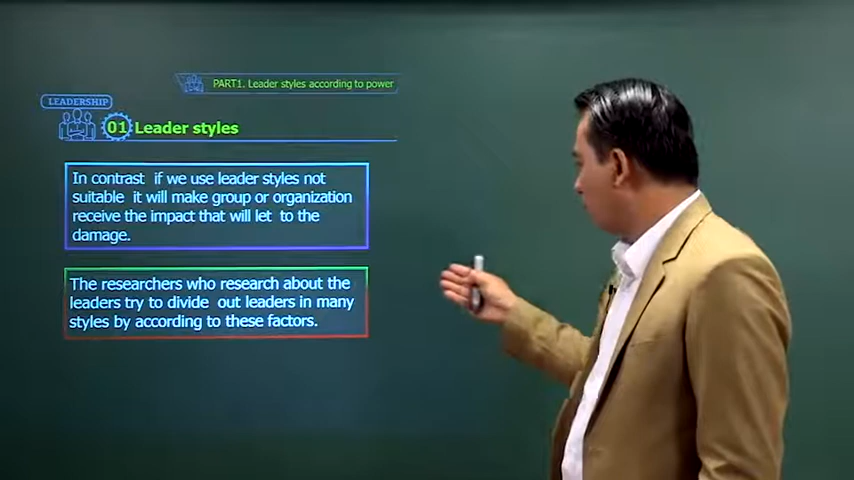 PART1. Leader styles according to power
LEADERSHIP
01 Leader styles
In contrast if we use leader styles not
suitable it will make group or organization
receive the impact that will let to the
damage.
The researchers who research about the
leaders try to divide out leaders in many
styles by according to these factors.